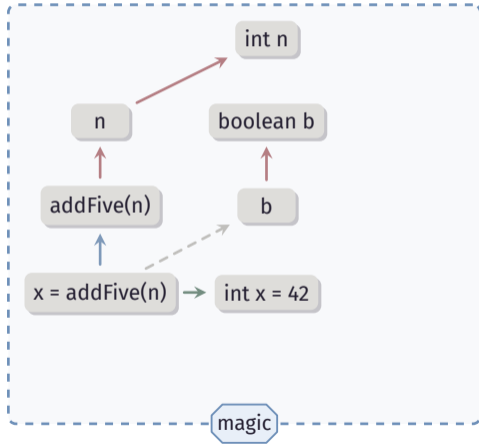 int n
n
boolean b
addFive(n)
b
x = addFive(n)
int x = 42
magic